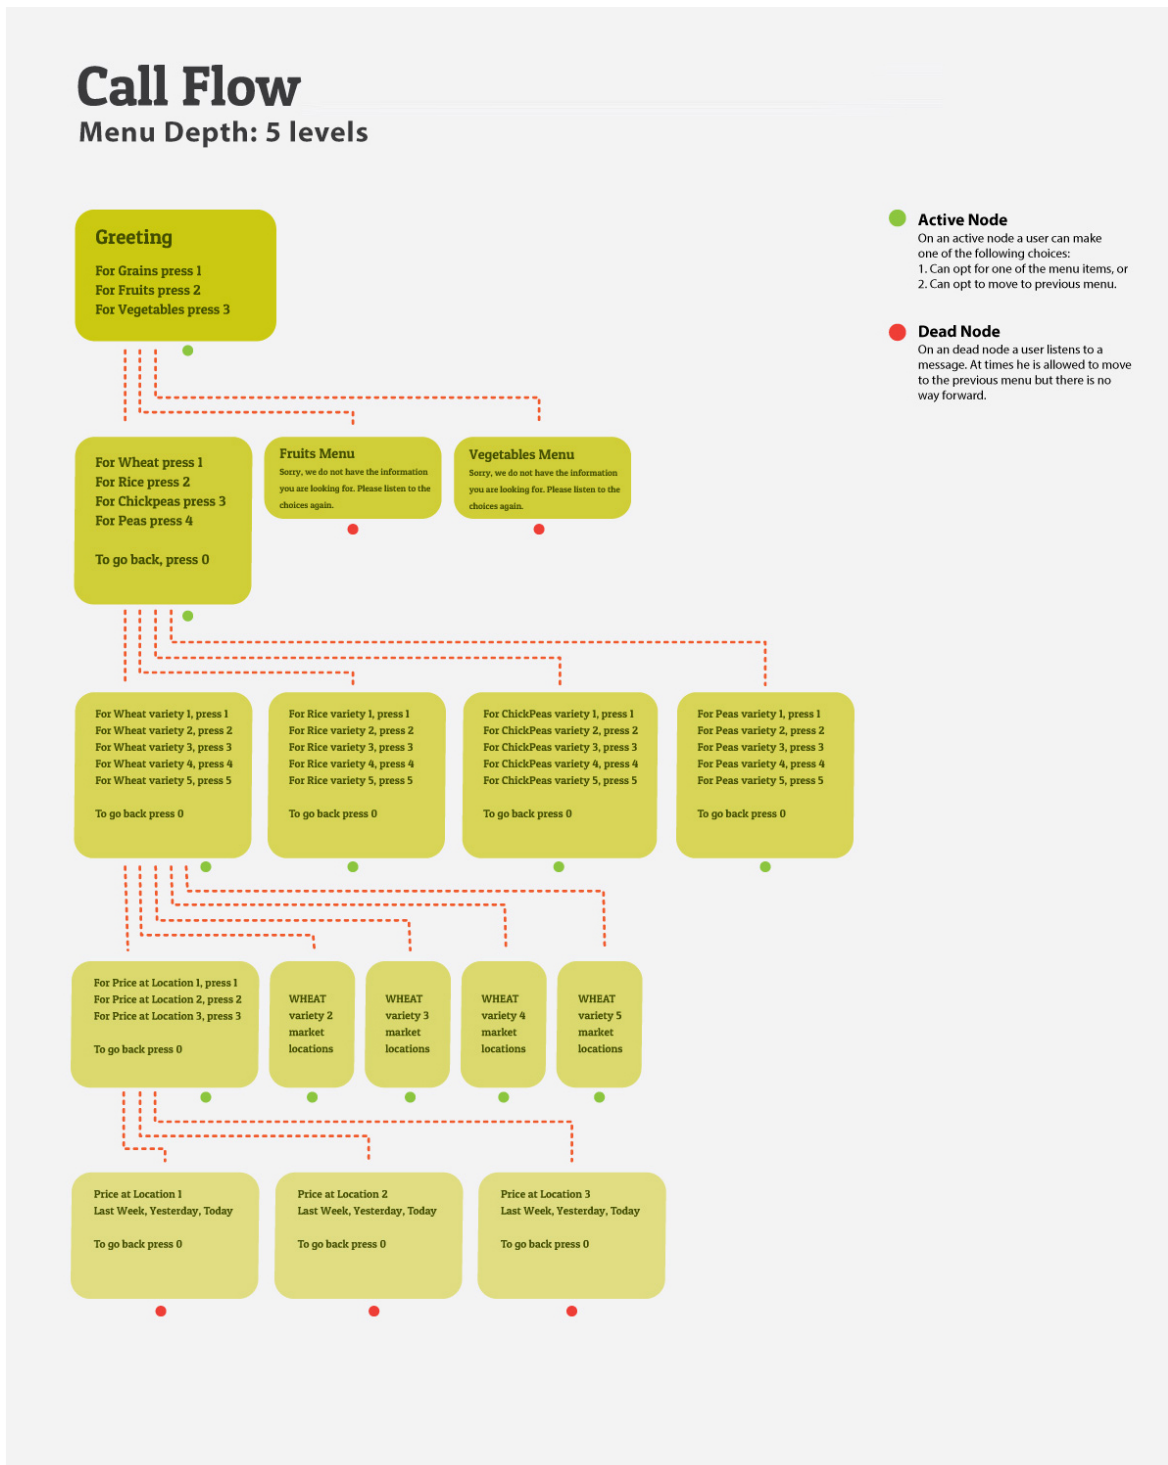 Call Flow
Menu Depth: 5 levels
Greeting
For Grains press 1
For Fruits press 2
For Vegetables press 3
Active Node
On an active node a user can make
one of the following choices:
1. Can opt for one of the menu items, or
2. Can opt to move to previous menu.
Dead Node
On an dead node a user listens to a
message. At times he is allowed to move
to the previous menu but there is no
way forward.
For Wheat press 1
For Rice press 2
For Chickpeas press 3
For Peas press 4
To go back, press 0
Fruits Menu
Sorry, we do not have the information
you are looking for. Please listen to the
choices again.
Vegetables Menu
Sorry, we do not have the information
you are looking for. Please listen to the
choices again.
For Wheat variety 1, press 1
For Wheat variety 2, press 2
For Wheat variety 3, press 3
For Wheat variety 4, press 4
For Wheat variety 5, press 5
To go back press 0
For Rice variety 1, press 1
For Rice variety 2, press 2
For Rice variety 3, press 3
For Rice variety 4, press 4
For Rice variety 5, press 5
To go back press 0
For ChickPeas variety 1, press 1
For ChickPeas variety 2, press 2
For ChickPeas variety 3, press 3
For ChickPeas variety 4, press 4
For ChickPeas variety 5, press 5
To go back press 0
For Peas variety 1, press 1
For Peas variety 2, press 2
For Peas variety 3, press 3
For Peas variety 4, press 4
For Peas variety 5, press 5
To go back press 0
For Price at Location 1, press 1
For Price at Location 2, press 2
For Price at Location 3, press 3
To go back press 0
WHEAT
variety 2
market
locations
WHEAT
variety 3
market
locations
WHEAT
variety 4
market
locations
WHEAT
variety 5
market
locations
Price at Location 1
Last Week, Yesterday, Today
To go back press 0
Price at Location 2
Last Week, Yesterday, Today
To go back press 0
Price at Location 3
Last Week, Yesterday, Today
To go back press 0